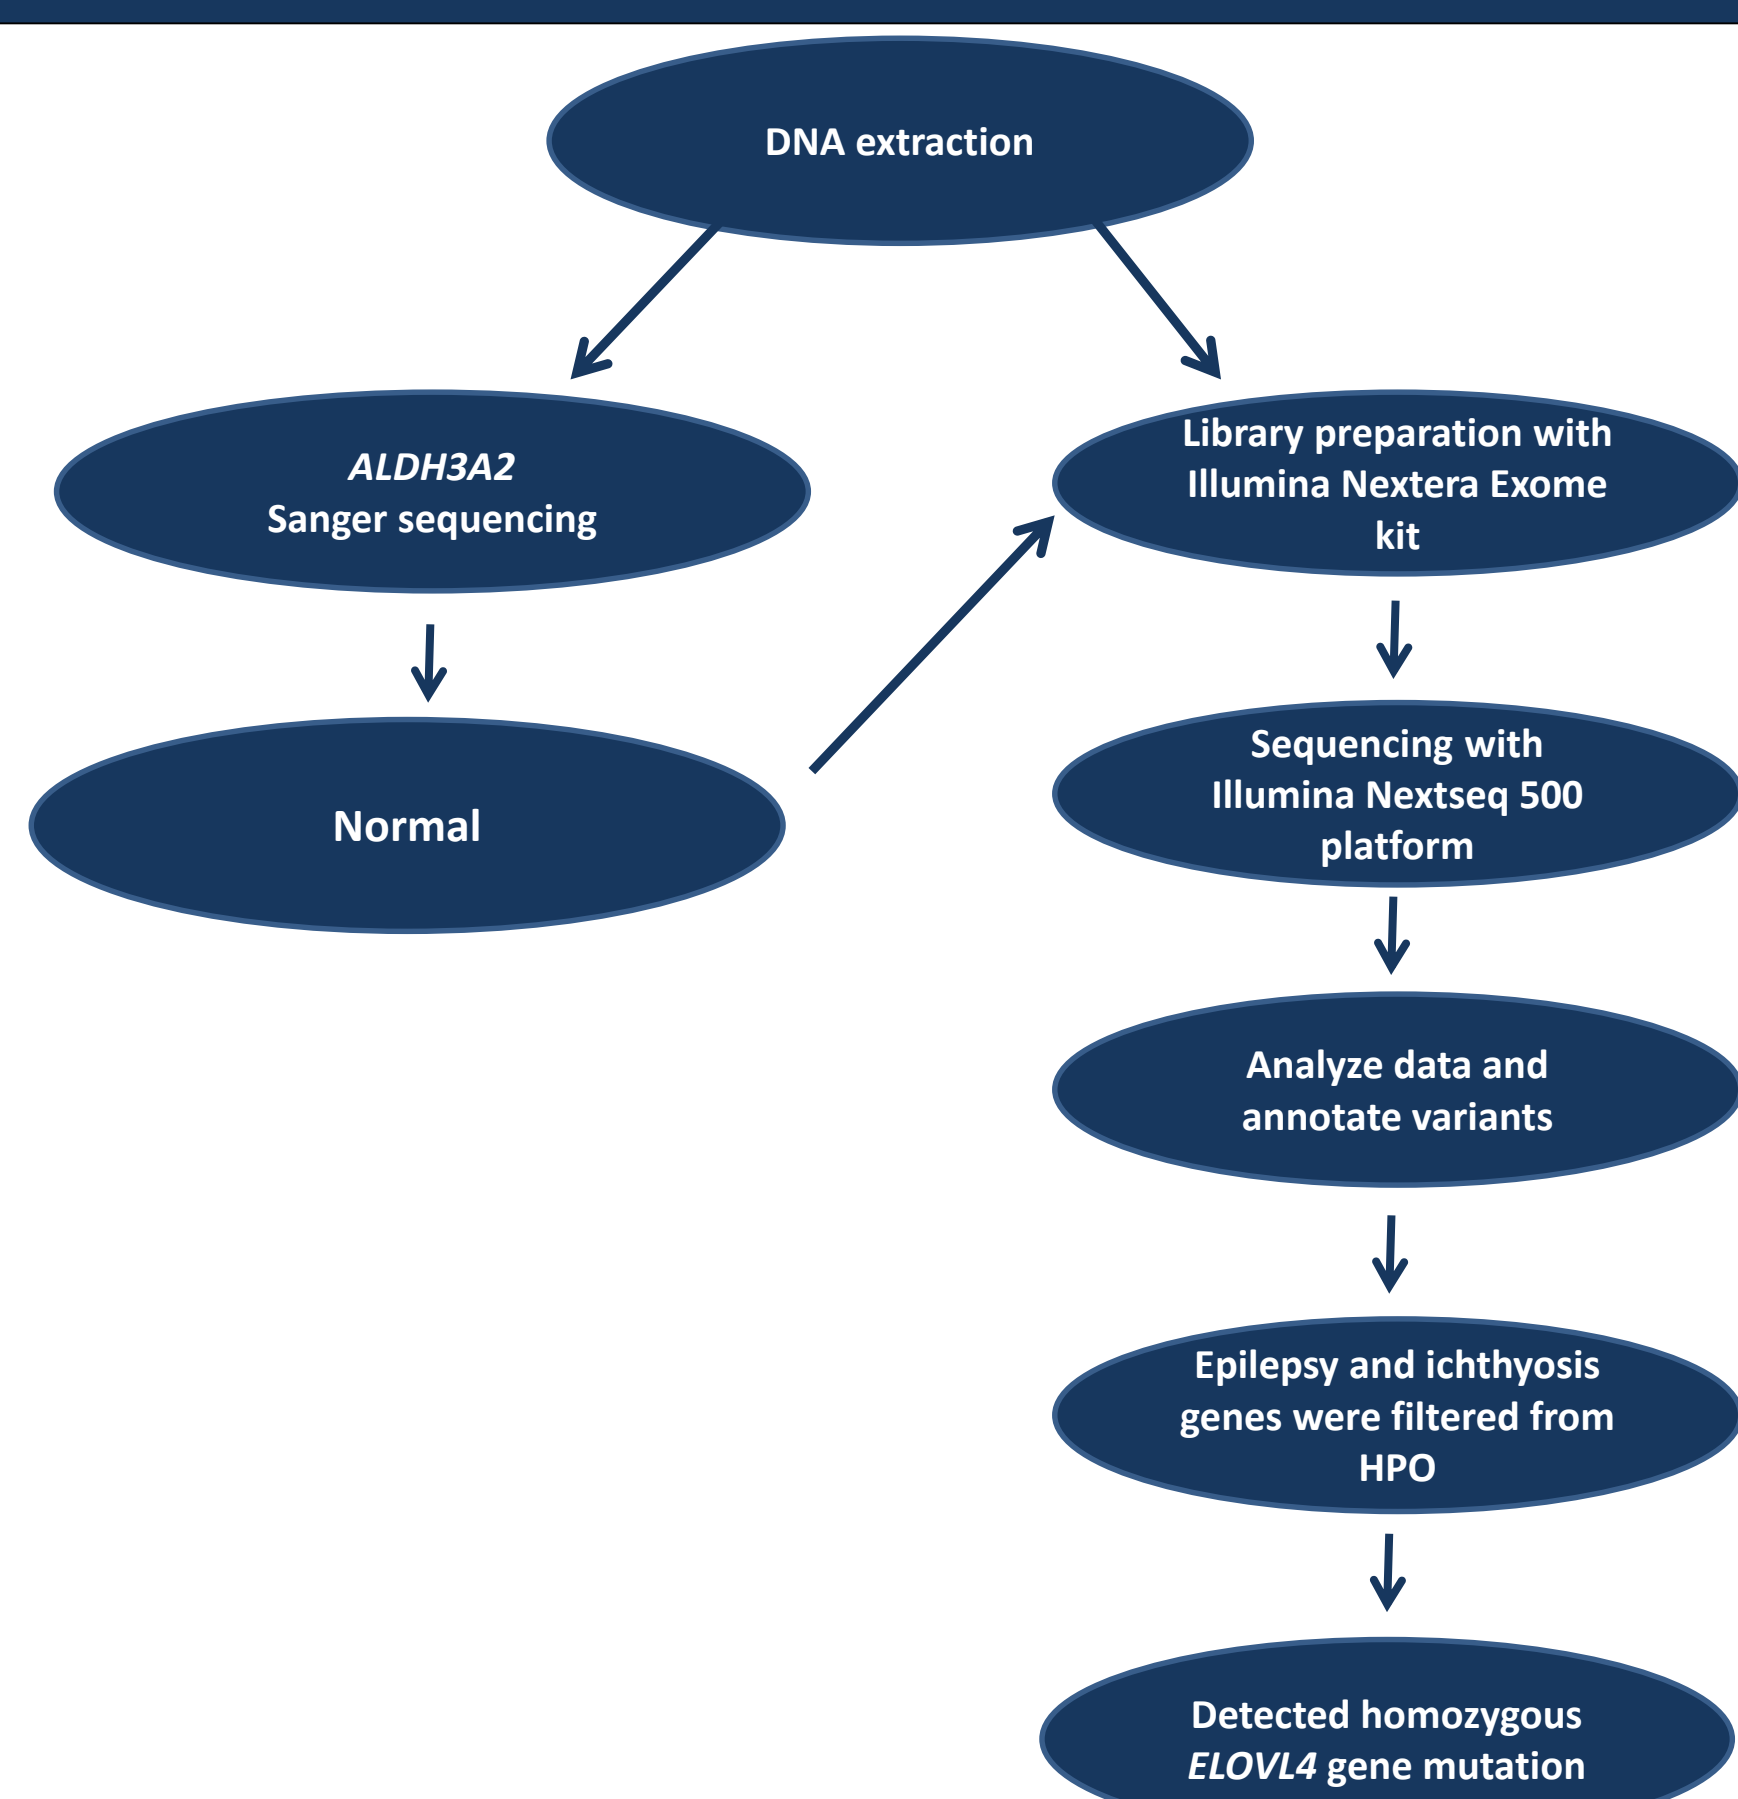 DNA extraction
ALDH3A2
Sanger sequencing
Normal
Library preparation with
Illumina Nextera Exome
kit
Sequencing with
Illumina Nextseq 500
platform
Analyze data and
annotate variants
Epilepsy and ichthyosis
genes were filtered from
HPO
Detected homozygous
ELOVL4 gene mutation